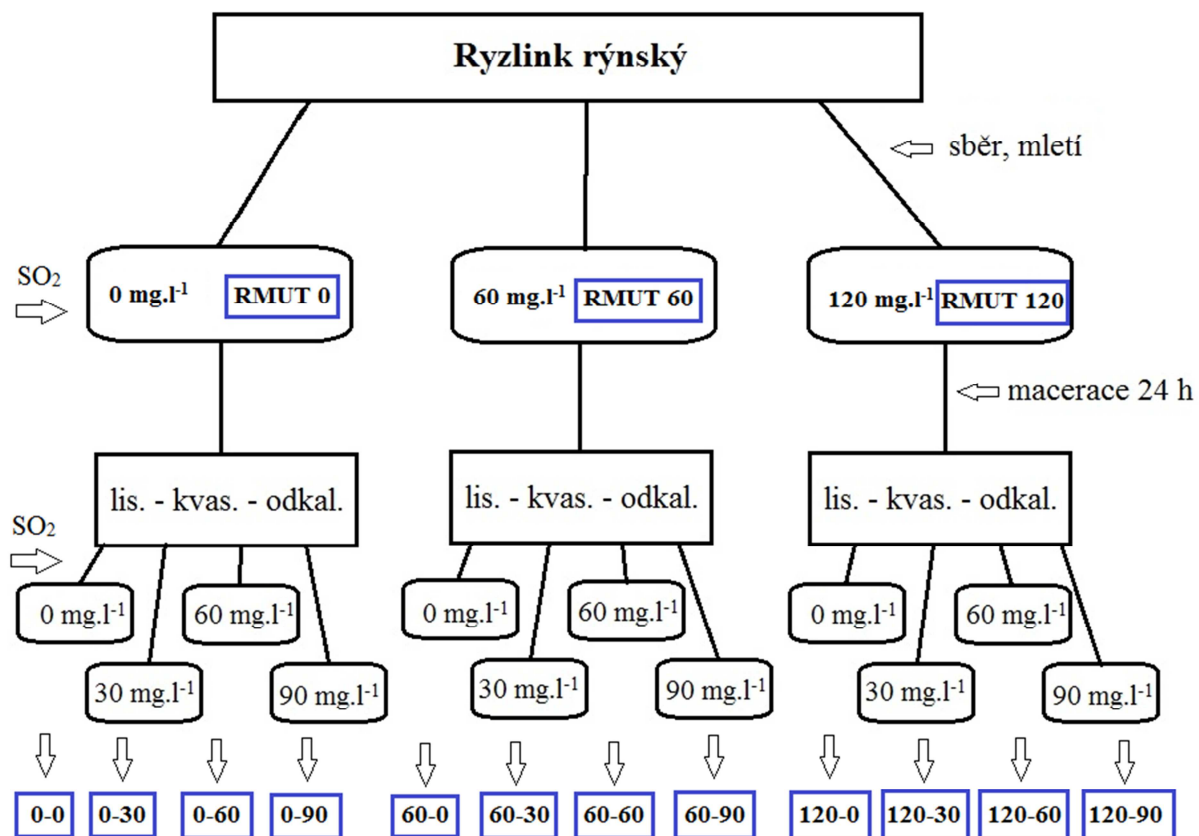 Ryzlink rýnský
sběr, mletí
SO₂
0 mg.l⁻¹ RMUT 0
60 mg.l⁻¹ RMUT 60
120 mg.l⁻¹ RMUT 120
macerace 24 h
lis. - kvas. - odkal.
lis. - kvas. - odkal.
lis. - kvas. - odkal.
SO₂
0 mg.l⁻¹
60 mg.l⁻¹
0 mg.l⁻¹
60 mg.l⁻¹
0 mg.l⁻¹
60 mg.l⁻¹
30 mg.l⁻¹
90 mg.l⁻¹
30 mg.l⁻¹
90 mg.l⁻¹
30 mg.l⁻¹
90 mg.l⁻¹
0-0
0-30
0-60
0-90
60-0
60-30
60-60
60-90
120-0
120-30
120-60
120-90